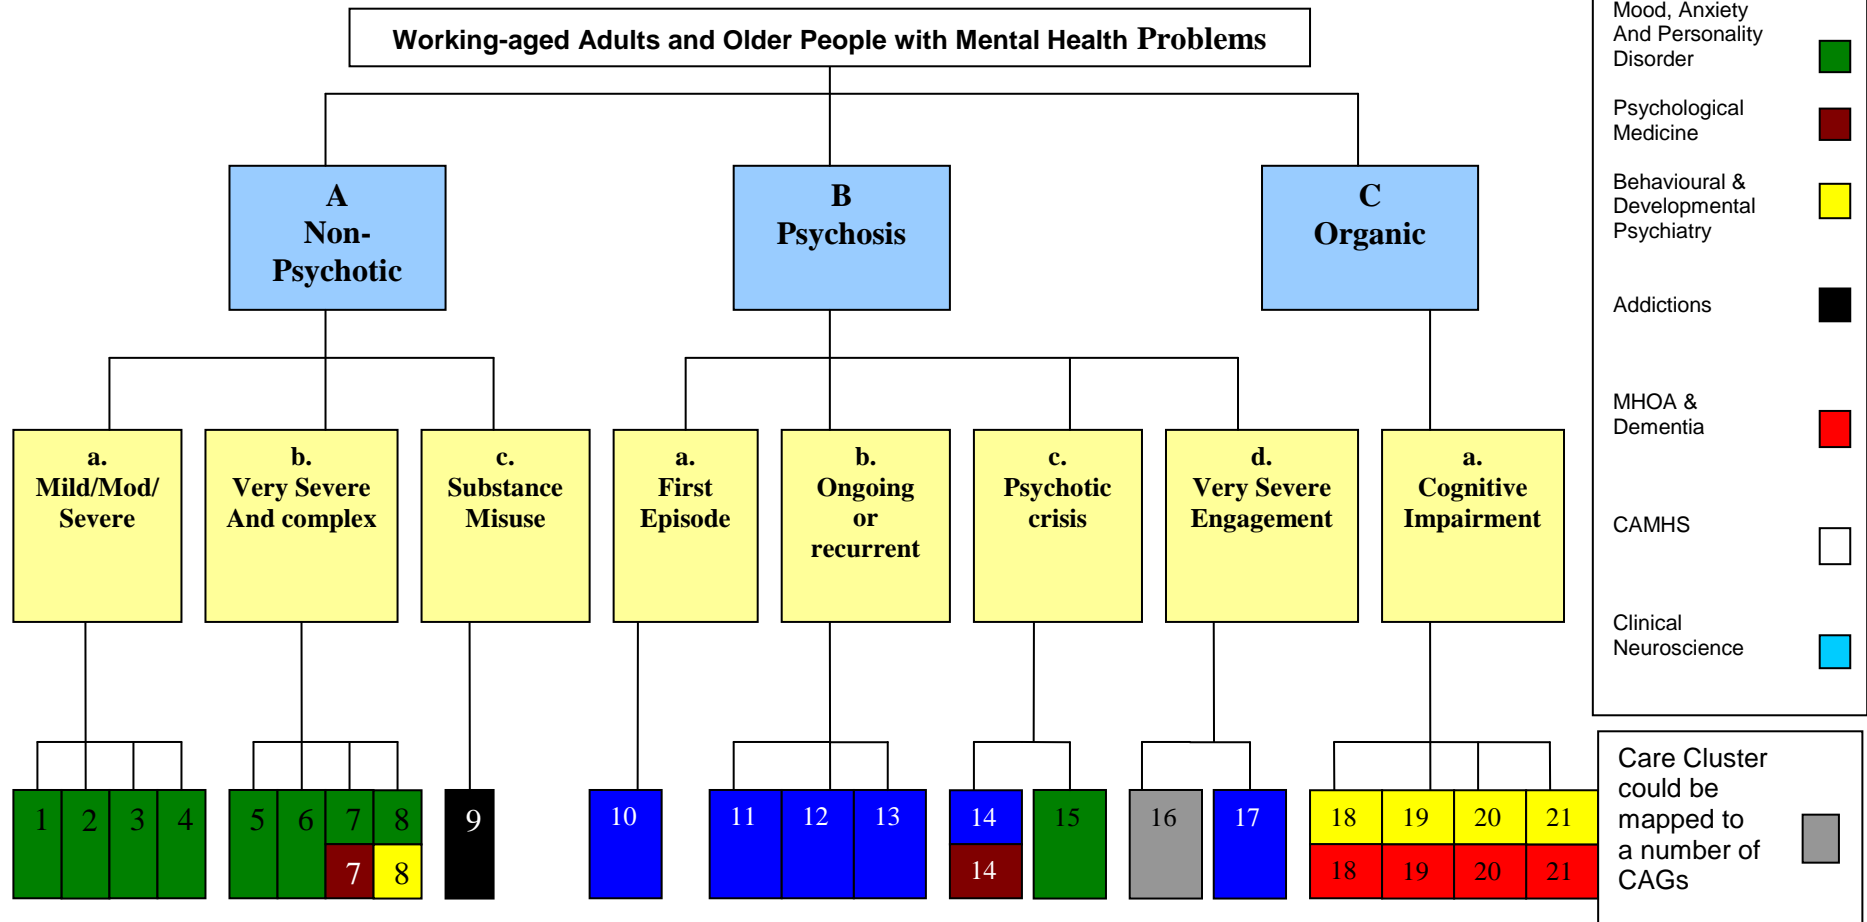 Working-aged Adults and Older People with Mental Health Problems
A
Non-
Psychotic
B
Psychosis
C
Organic
a.
Mild/Mod/
Severe
b.
Very Severe
And complex
c.
Substance
Misuse
a.
First
Episode
b.
Ongoing
or
recurrent
c.
Psychotic
crisis
d.
Very Severe
Engagement
a.
Cognitive
Impairment
1 2 3 4 5 6 7 8 9 10 11 12 13 14 15 16 17 18 19 20 21
7 8 14 18 19 20 21
Mood, Anxiety
And Personality
Disorder
Psychological
Medicine
Behavioural &
Developmental
Psychiatry
Addictions
MHOA &
Dementia
CAMHS
Clinical
Neuroscience
Care Cluster
could be
mapped to
a number of
CAGs